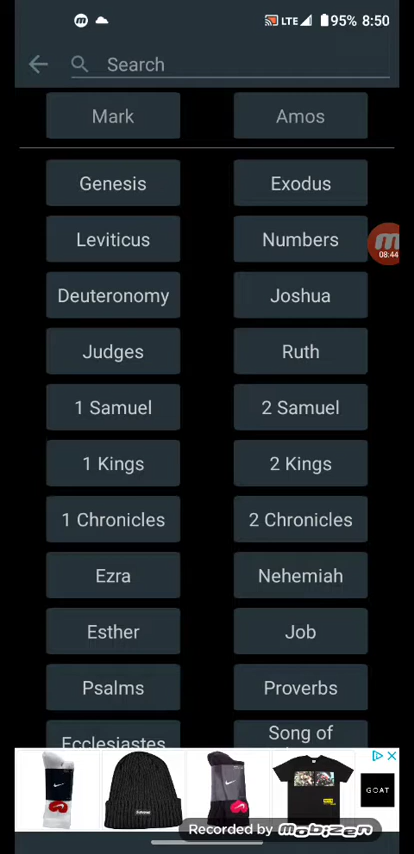 LTE 95% 8:50
Search
Mark Amos
Genesis Exodus
Leviticus Numbers
08:44
Deuteronomy Joshua
Judges Ruth
1 Samuel 2 Samuel
1 Kings 2 Kings
1 Chronicles 2 Chronicles
Ezra Nehemiah
Esther Job
Psalms Proverbs
Ecclesiastes Song of
GOAT
Recorded by mobizen